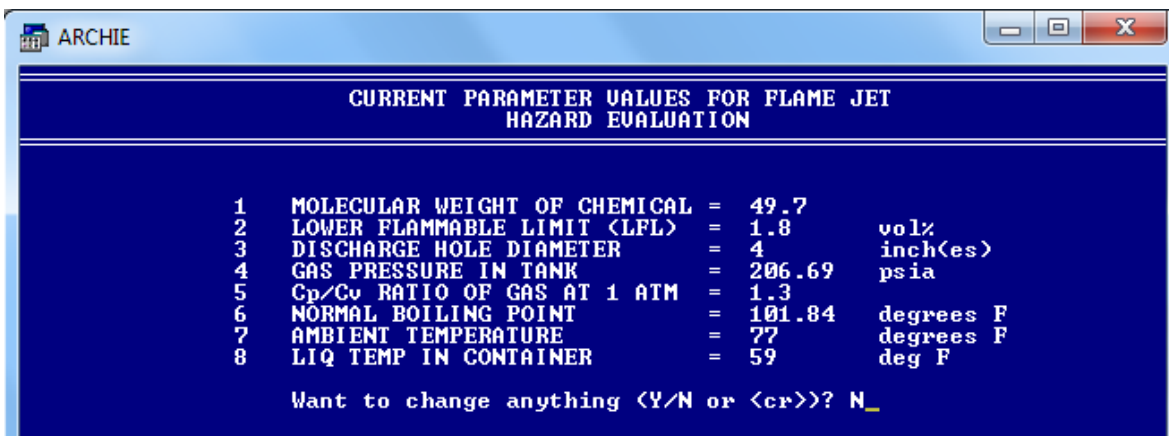 ARCHIE
CURRENT PARAMETER VALUES FOR FLAME JET
HAZARD EVALUATION
1 MOLECULAR WEIGHT OF CHEMICAL = 49.7
2 LOWER FLAMMABLE LIMIT (LFL) = 1.8 vol%
3 DISCHARGE HOLE DIAMETER = 4 inch(es)
4 GAS PRESSURE IN TANK = 206.69 psia
5 Cp/Cv RATIO OF GAS AT 1 ATM = 1.3
6 NORMAL BOILING POINT = 101.84 degrees F
7 AMBIENT TEMPERATURE = 77 degrees F
8 LIQ TEMP IN CONTAINER = 59 deg F
Want to change anything (Y/N or <cr>)? N_